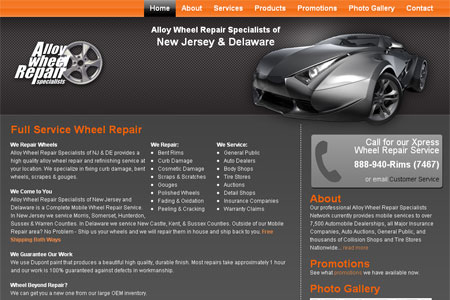 Home About Services Products Promotions Photo Gallery Contact
Alloy Wheel Repair Specialists of
New Jersey & Delaware
Alloy
wheel
Repair
specialists
Full Service Wheel Repair
We Repair Wheels
Alloy Wheel Repair Specialists of NJ & DE provides a
high quality alloy wheel repair and refinishing service at
your location. We specialize in fixing curb damage, bent
wheels, scrapes & gouges.
We Come to You
Alloy Wheel Repair Specialists of New Jersey and
Delaware is a Complete Mobile Wheel Repair Service.
In New Jersey we service Morris, Somerset, Hunterdon,
Sussex & Warren Counties. In Delaware we service New Castle, Kent, & Sussex Counties. Outside of our Mobile
Repair area? No Problem - Ship us your wheels and we will repair them in house and ship back to you. Free
Shipping Both Ways
We Guarantee Our Work
We use Dupont paint that produces a beautiful high quality, durable finish. Most repairs take approximately 1 hour
and our work is 100% guaranteed against defects in workmanship.
Wheel Beyond Repair?
We can get you a new one from our large OEM inventory.
We Repair:
Bent Rims
Curb Damage
Cosmetic Damage
Scraps & Scratches
Gouges
Polished Wheels
Fading & Oxidation
Peeling & Cracking
We Service:
General Public
Auto Dealers
Body Shops
Tire Stores
Auctions
Detail Shops
Insurance Companies
Warranty Claims
Call for our Xpress
Wheel Repair Service
888-940-Rims (7467)
or email Customer Service
About
Our professional Alloy Wheel Repair Specialists
Network currently provides mobile services to over
7,500 Automotive Dealerships, all Major Insurance
Companies, Auto Auctions, General Public, and
thousands of Collision Shops and Tire Stores
Nationwide... read more
Promotions
See what promotions we have available now.
Photo Gallery